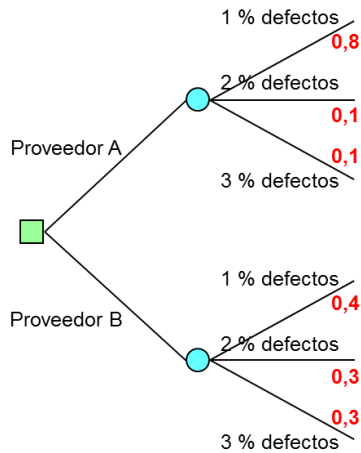 1 % defectos
0,8
2 % defectos
0,1
Proveedor A
0,1
3 % defectos
1 % defectos
0,4
Proveedor B
2 % defectos
0,3
0,3
3 % defectos